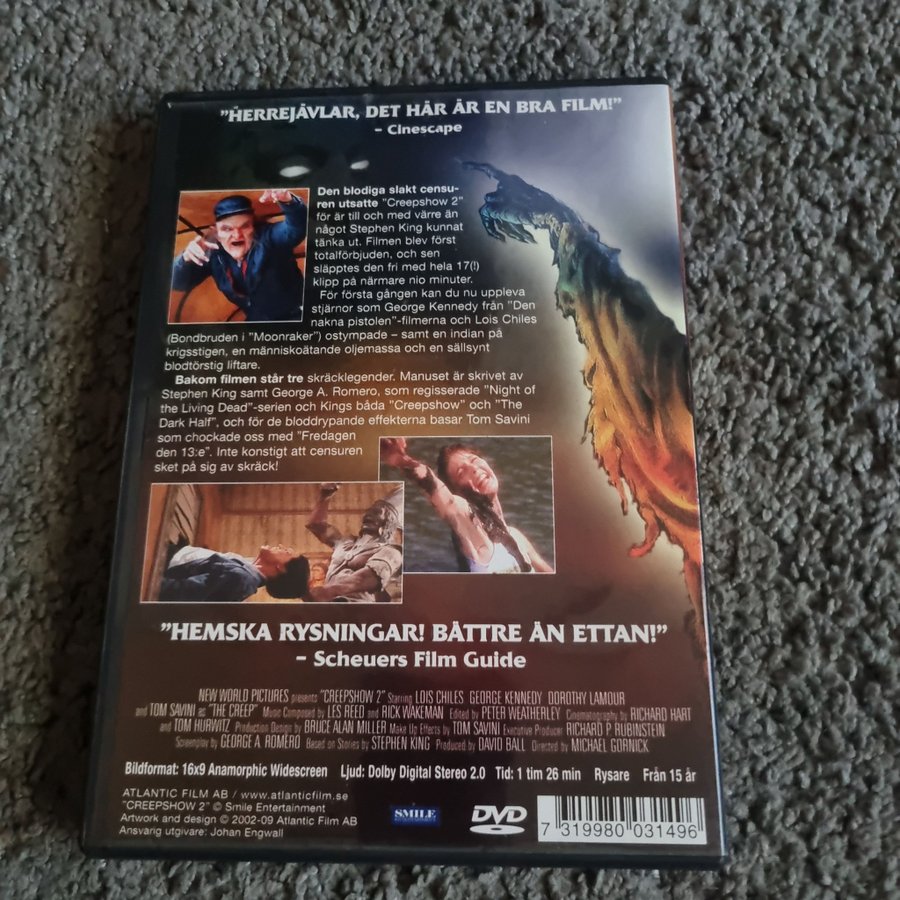 "HERREJÄVLAR, DET HÄR ÄR EN BRA FILM!"
– Cinescape
Den blodiga slakt censu-
ren utsatte "Creepshow 2"
för är till och med värre än
något Stephen King kunnat
tänka ut. Filmen blev först
totalförbjuden, och sen
släpptes den fri med hela 17(!)
klipp på närmare nio minuter.
För första gången kan du nu uppleva
stjärnor som George Kennedy från "Den
nakna pistolen"-filmerna och Lois Chiles
(Bondbruden i "Moonraker") ostympade – samt en indian på
krigsstigen, en människoätande oljemassa och en sällsynt
blodtörstig liftare.
Bakom filmen står tre skräcklegender. Manuset är skrivet av
Stephen King samt George A. Romero, som regisserade "Night of
the Living Dead"-serien och Kings båda "Creepshow" och "The
Dark Half", och för de bloddrypande effekterna basar Tom Savini
som chockade oss med "Fredagen
den 13:e". Inte konstigt att censuren
sket på sig av skräck!
"HEMSKA RYSNINGAR! BÄTTRE ÄN ETTAN!"
– Scheuers Film Guide
NEW WORLD PICTURES presents "CREEPSHOW 2" Starring LOIS CHILES GEORGE KENNEDY DOROTHY LAMOUR
and TOM SAVINI as "THE CREEP" Music Composed by LES REED and RICK WAKEMAN Edited by PETER WEATHERLEY Cinematography by RICHARD HART
and TOM HURWITZ Production Design by BRUCE ALAN MILLER Make Up Effects by TOM SAVINI Executive Producer RICHARD P RUBINSTEIN
Screenplay by GEORGE A. ROMERO Based on Stories by STEPHEN KING Produced by DAVID BALL Directed by MICHAEL GORNICK
Bildformat: 16x9 Anamorphic Widescreen Ljud: Dolby Digital Stereo 2.0 Tid: 1 tim 26 min Rysare Från 15 år
ATLANTIC FILM AB / www.atlanticfilm.se
"CREEPSHOW 2" © Smile Entertainment
Artwork and design © 2002-09 Atlantic Film AB
Ansvarig utgivare: Johan Engwall
SMILE
DVD
VIDEO
7 319980 031496